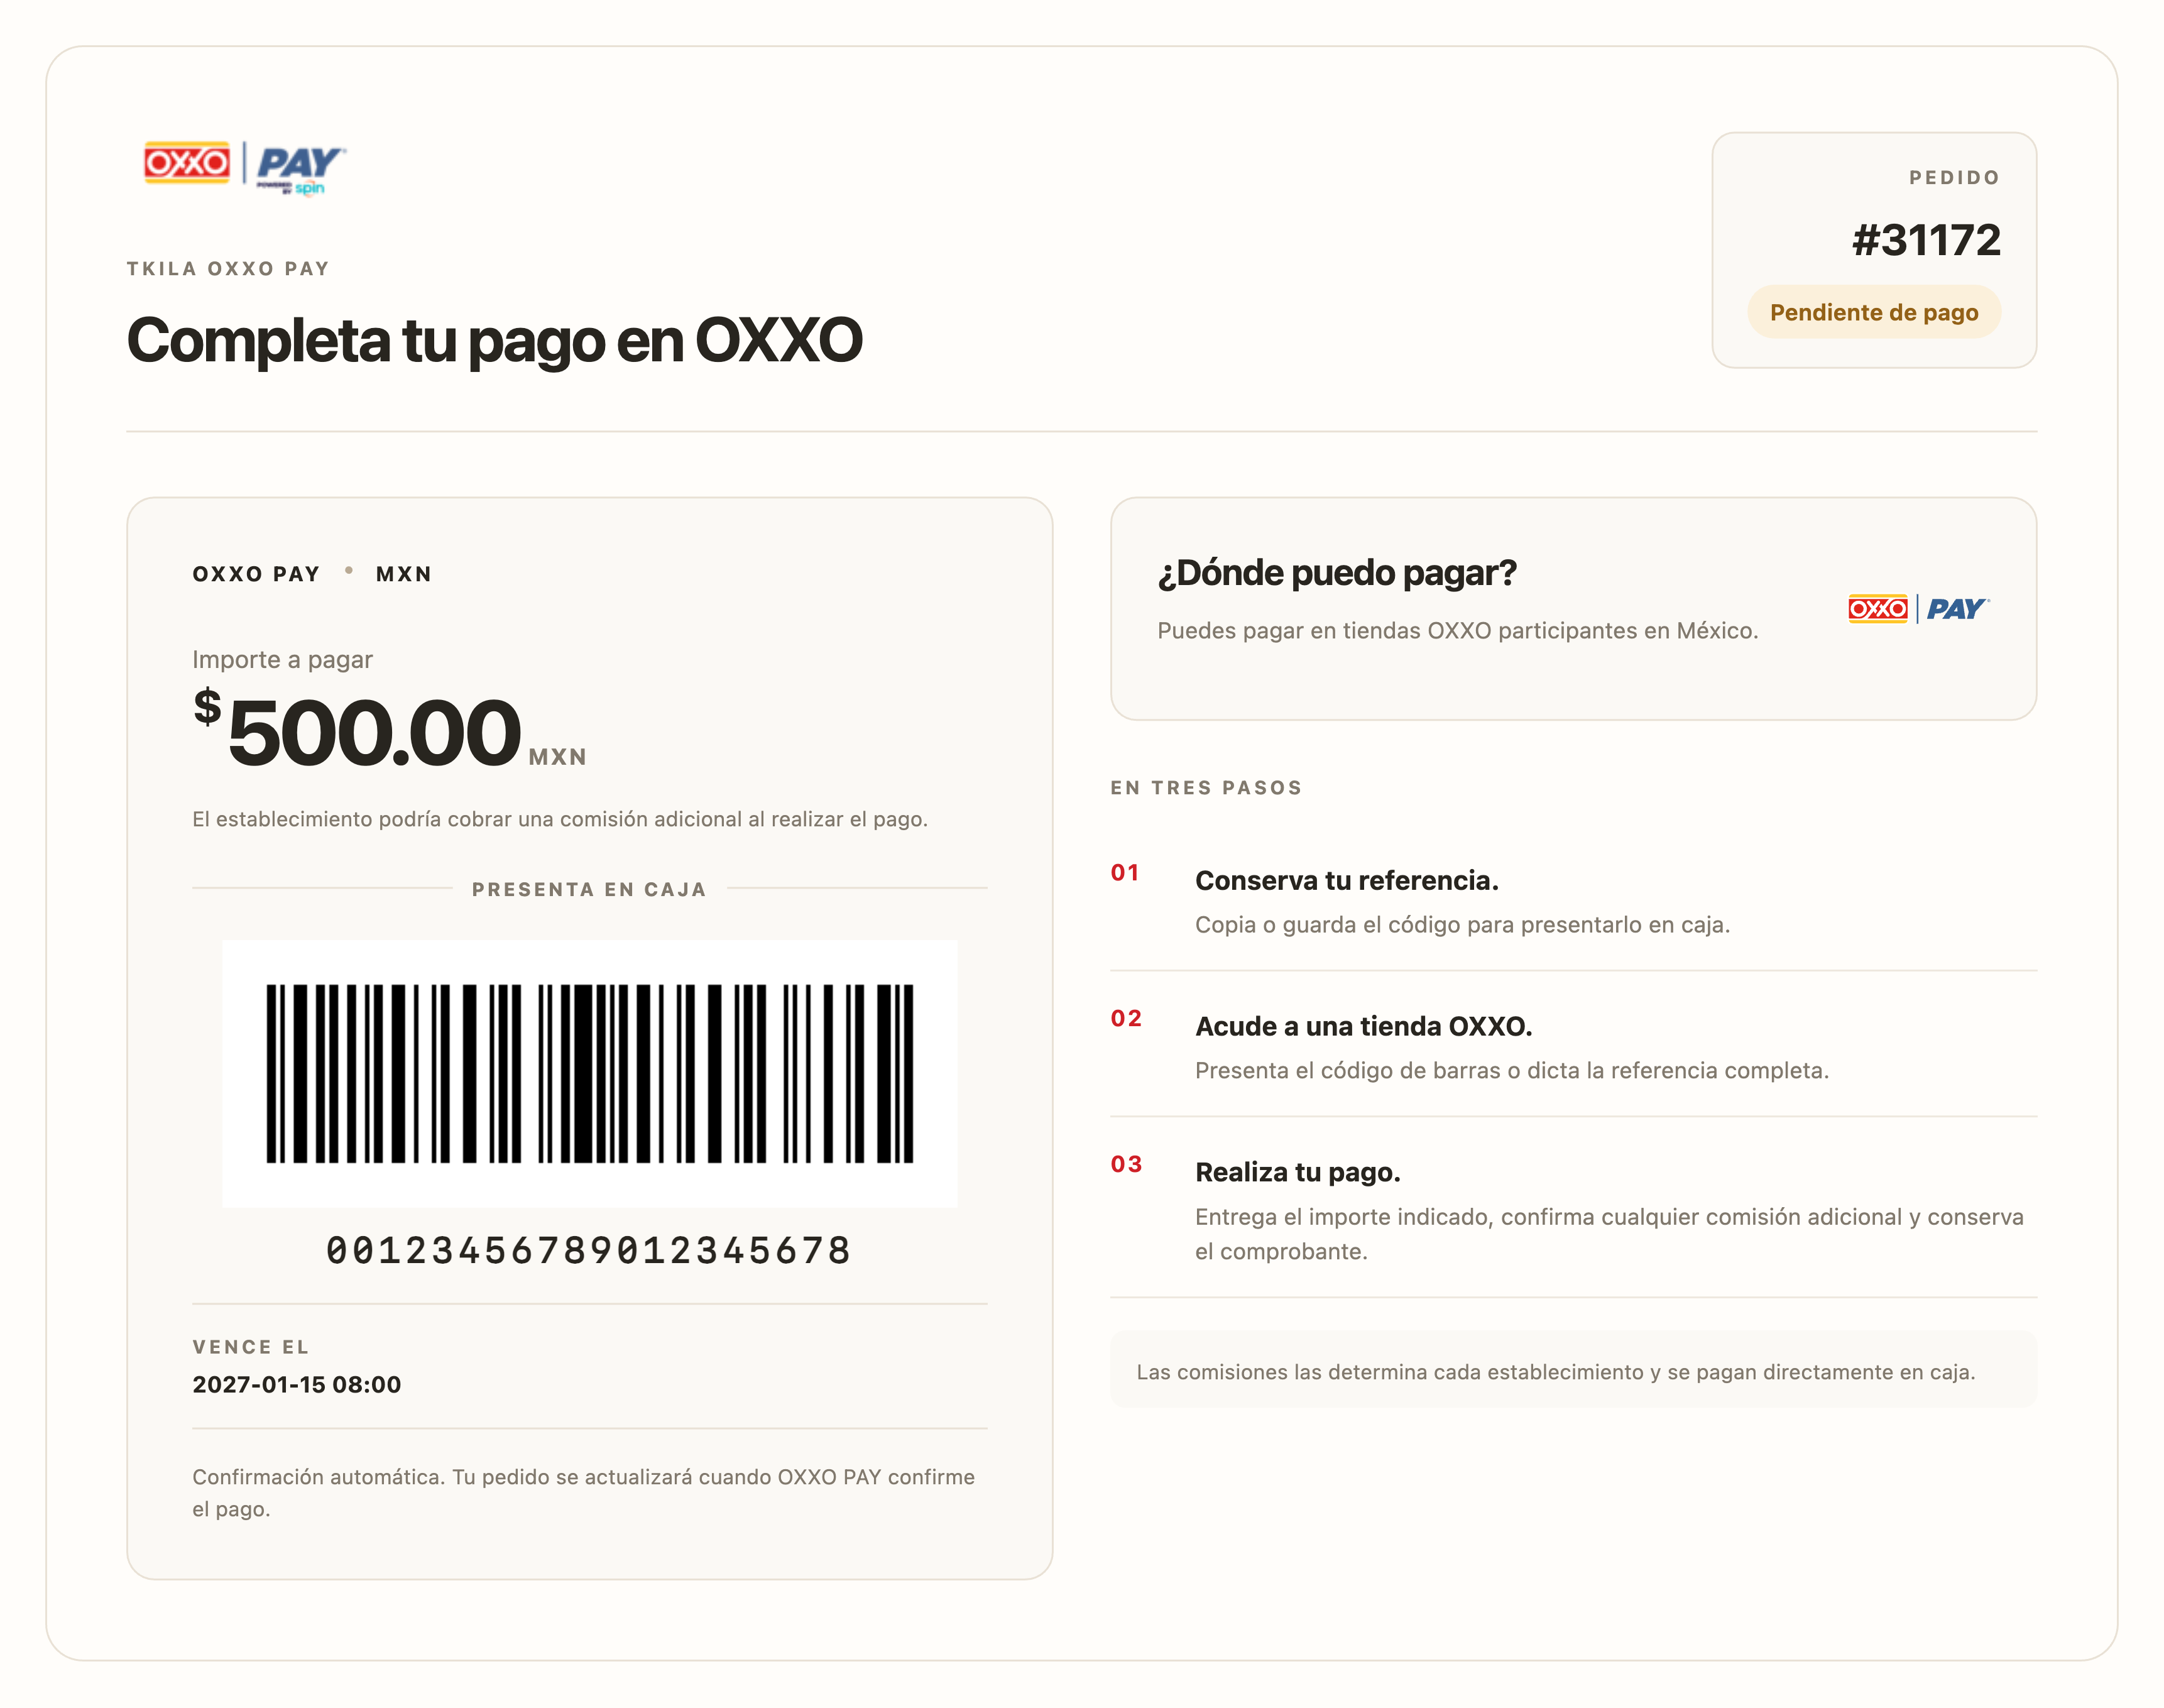 OXXO PAY
POWERED BY spin
TKILA OXXO PAY
Completa tu pago en OXXO
PEDIDO
#31172
Pendiente de pago
OXXO PAY • MXN
Importe a pagar
$500.00 MXN
El establecimiento podría cobrar una comisión adicional al realizar el pago.
PRESENTA EN CAJA
00123456789012345678
VENCE EL
2027-01-15 08:00
Confirmación automática. Tu pedido se actualizará cuando OXXO PAY confirme
el pago.
¿Dónde puedo pagar?
Puedes pagar en tiendas OXXO participantes en México.
OXXO PAY
EN TRES PASOS
01 Conserva tu referencia.
Copia o guarda el código para presentarlo en caja.
02 Acude a una tienda OXXO.
Presenta el código de barras o dicta la referencia completa.
03 Realiza tu pago.
Entrega el importe indicado, confirma cualquier comisión adicional y conserva
el comprobante.
Las comisiones las determina cada establecimiento y se pagan directamente en caja.